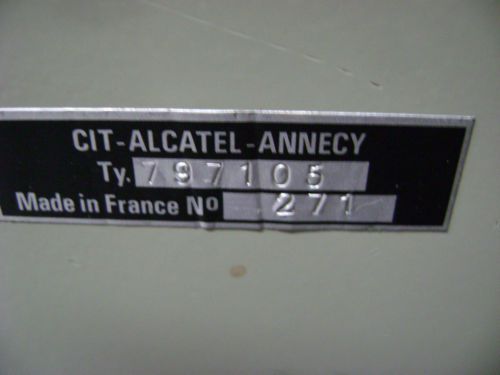 CIT-ALCATEL-ANNECY
Ty. 797105
Made in France No 271